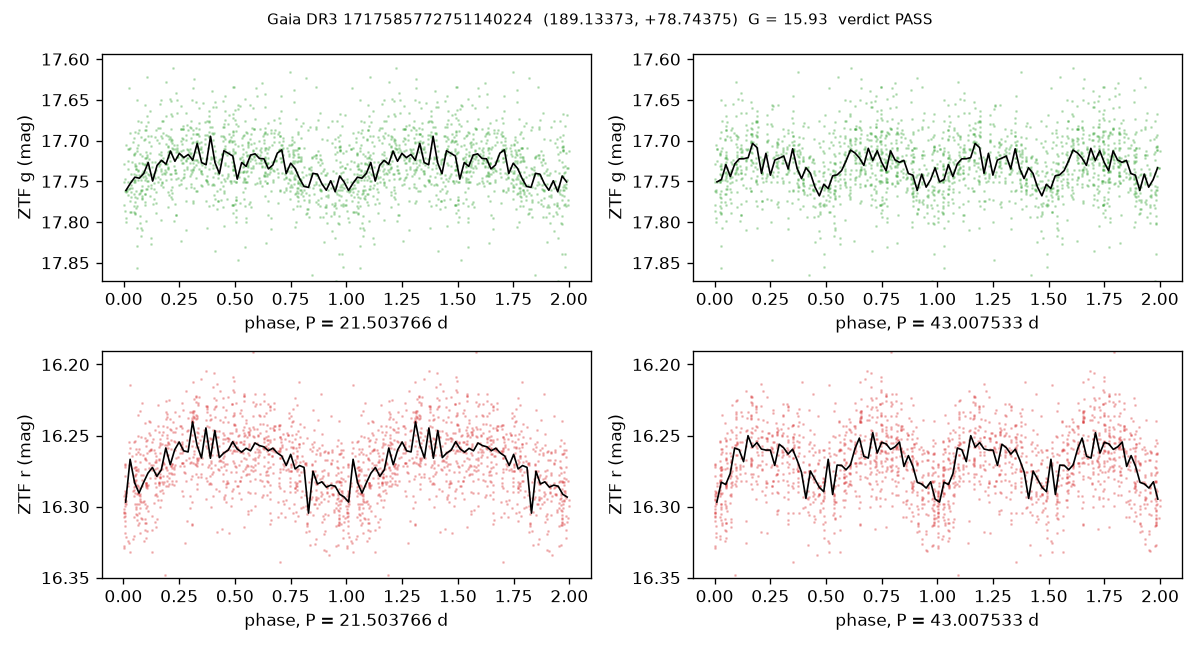 Gaia DR3 1717585772751140224  (189.13373, +78.74375)  G = 15.93  verdict PASS
ZTF g (mag)
17.60
17.65
17.70
17.75
17.80
17.85
0.00 0.25 0.50 0.75 1.00 1.25 1.50 1.75 2.00
phase, P = 21.503766 d
ZTF g (mag)
17.60
17.65
17.70
17.75
17.80
17.85
0.00 0.25 0.50 0.75 1.00 1.25 1.50 1.75 2.00
phase, P = 43.007533 d
ZTF r (mag)
16.20
16.25
16.30
16.35
0.00 0.25 0.50 0.75 1.00 1.25 1.50 1.75 2.00
phase, P = 21.503766 d
ZTF r (mag)
16.20
16.25
16.30
16.35
0.00 0.25 0.50 0.75 1.00 1.25 1.50 1.75 2.00
phase, P = 43.007533 d